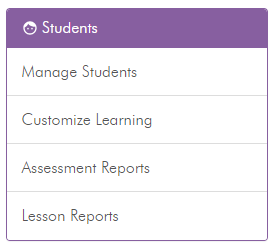 Students
Manage Students
Customize Learning
Assessment Reports
Lesson Reports